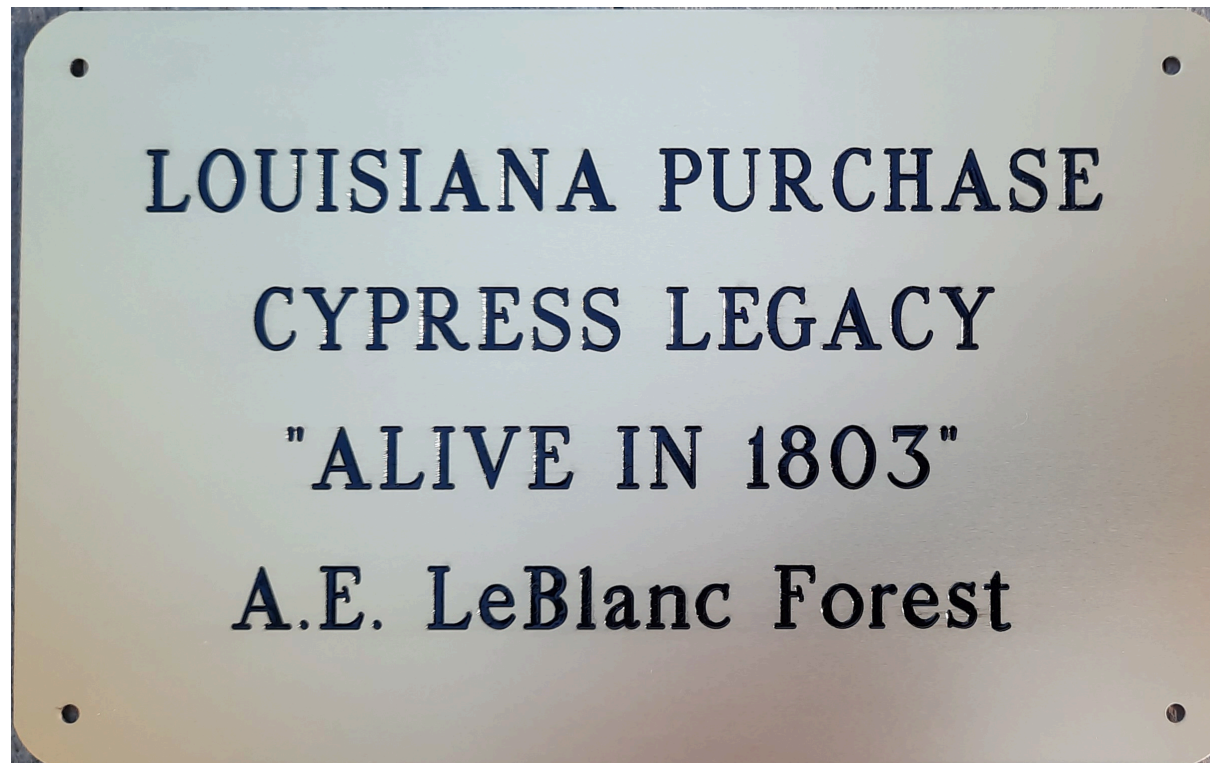 LOUISIANA PURCHASE
CYPRESS LEGACY
"ALIVE IN 1803"
A.E. LeBlanc Forest